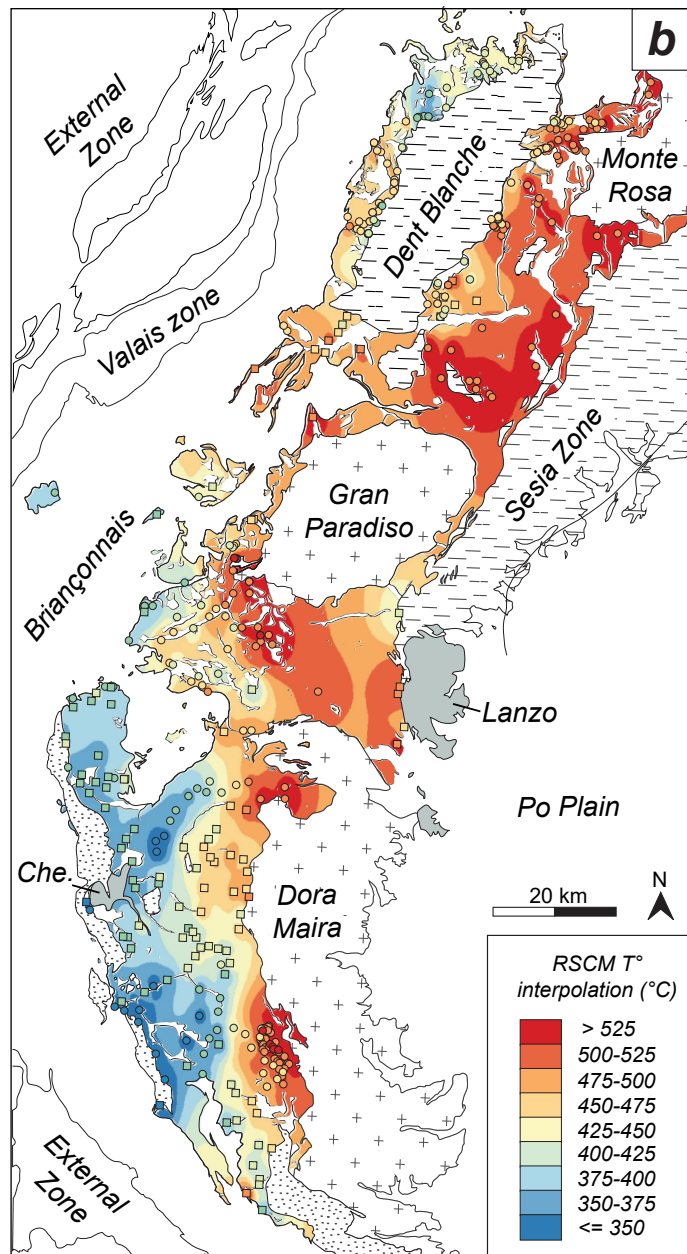 b
External
Zone
Dent Blanche
Monte
Rosa
Valais zone
Sesia Zone
Gran
Paradiso
Briançonnais
Lanzo
Po Plain
Che.
Dora
Maira
20 km
N
External
Zone
RSCM T°
interpolation (°C)
> 525
500-525
475-500
450-475
425-450
400-425
375-400
350-375
<= 350